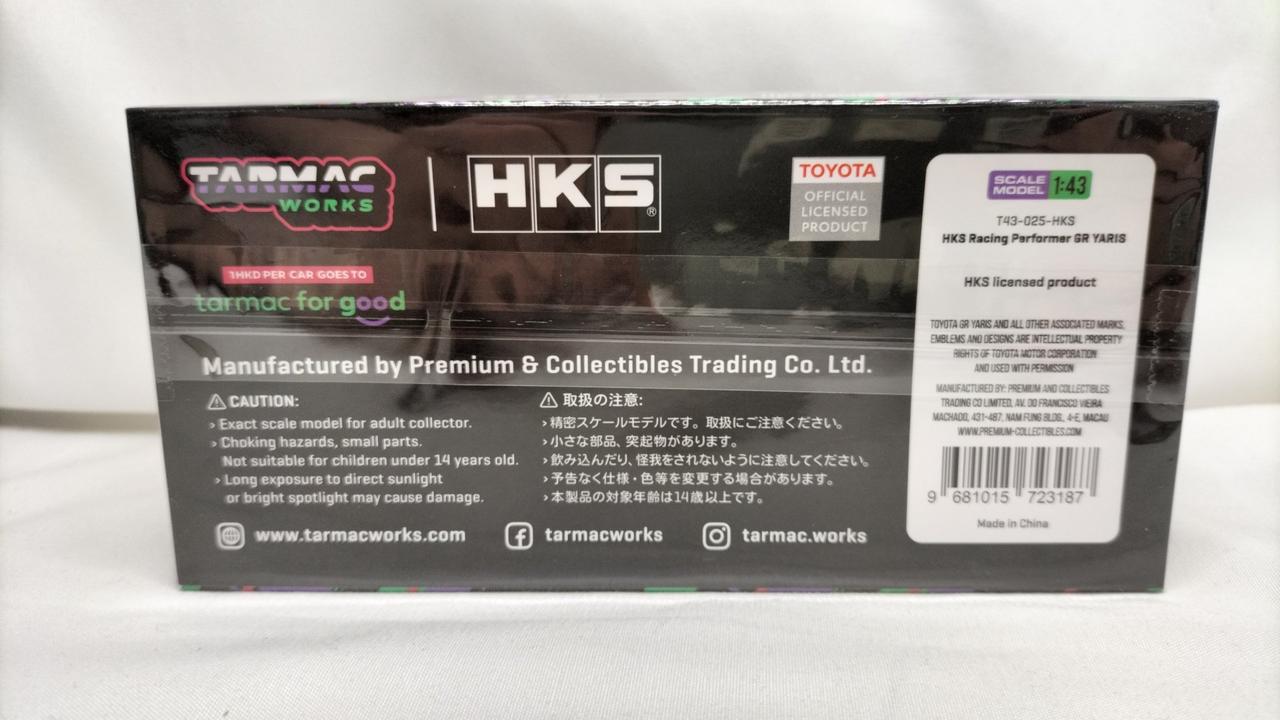 TARMAC
WORKS
HKS®
TOYOTA
OFFICIAL
LICENSED
PRODUCT
1HKD PER CAR GOES TO
tarmac for good
Manufactured by Premium & Collectibles Trading Co. Ltd.
⚠ CAUTION:
› Exact scale model for adult collector.
› Choking hazards, small parts.
Not suitable for children under 14 years old.
› Long exposure to direct sunlight
or bright spotlight may cause damage.
⚠ 取扱の注意:
›精密スケールモデルです。取扱にご注意ください。
›小さな部品、突起物があります。
›飲み込んだり、怪我をされないように注意してください。
›予告なく仕様・色等を変更する場合があります。
›本製品の対象年齢は14歳以上です。
www.tarmacworks.com
tarmacworks
tarmac.works
SCALE
MODEL 1:43
T43-025-HKS
HKS Racing Performer GR YARIS
HKS licensed product
TOYOTA GR YARIS AND ALL OTHER ASSOCIATED MARKS,
EMBLEMS AND DESIGNS ARE INTELLECTUAL PROPERTY
RIGHTS OF TOYOTA MOTOR CORPORATION
AND USED WITH PERMISSION
MANUFACTURED BY: PREMIUM AND COLLECTIBLES
TRADING CO LIMITED, AV. DO FRANCISCO VIEIRA
MACHADO, 431-487, NAM FUNG BLDG., 4-E, MACAU
WWW.PREMIUM-COLLECTIBLES.COM
9 681015 723187
Made in China